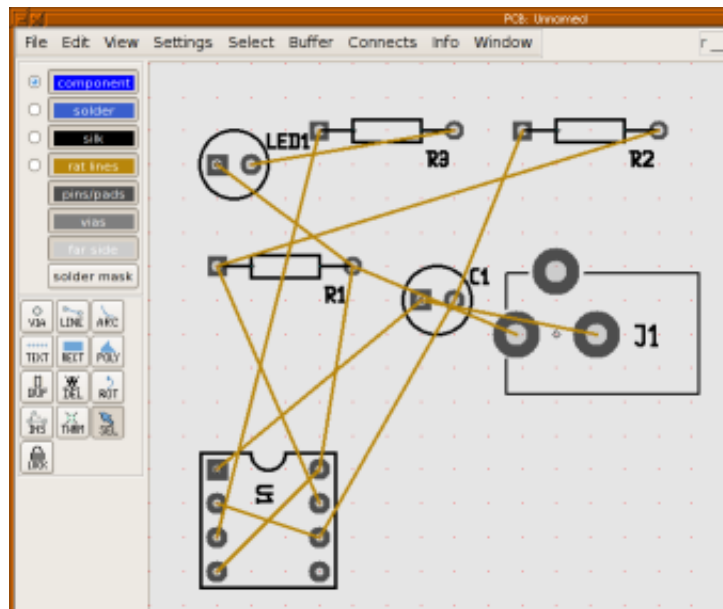 PCB: Unnamed
File Edit View Settings Select Buffer Connects Info Window
component
solder
silk
rat lines
pins/pads
vias
far side
solder mask
VIA LINE ARC
TEXT RECT POLY
BUF DEL ROT
INS THRM SEL
LOCK
LED1
R3
R2
R1
C1
J1
U1